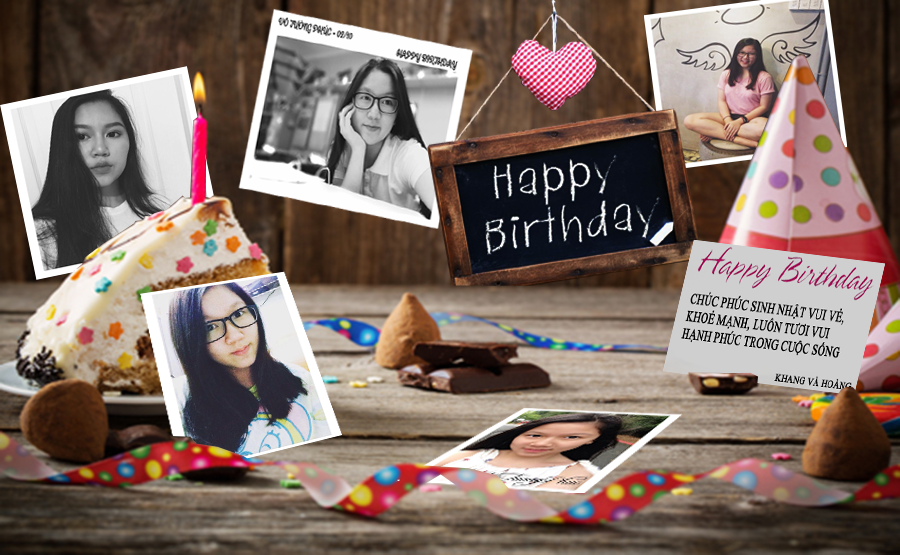 ĐỖ TƯỜNG PHÚC - 02/10
HAPPY BIRTHDAY
Happy
Birthday
Happy Birthday
CHÚC PHÚC SINH NHẬT VUI VẺ,
KHOẺ MẠNH, LUÔN TƯƠI VUI
HẠNH PHÚC TRONG CUỘC SỐNG
KHANG VÀ HOÀNG